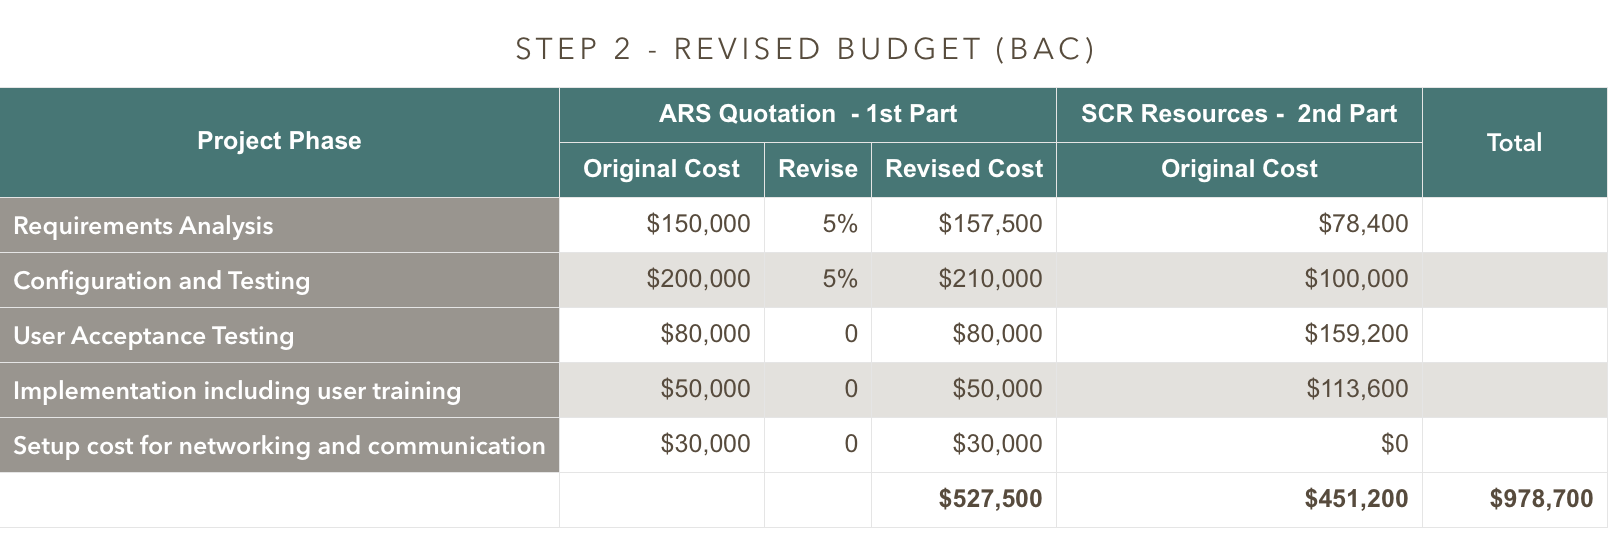 STEP 2 - REVISED BUDGET (BAC)
Project Phase ARS Quotation - 1st Part SCR Resources - 2nd Part Total
Original Cost Revise Revised Cost Original Cost
Requirements Analysis $150,000 5% $157,500 $78,400
Configuration and Testing $200,000 5% $210,000 $100,000
User Acceptance Testing $80,000 0 $80,000 $159,200
Implementation including user training $50,000 0 $50,000 $113,600
Setup cost for networking and communication $30,000 0 $30,000 $0
$527,500 $451,200 $978,700